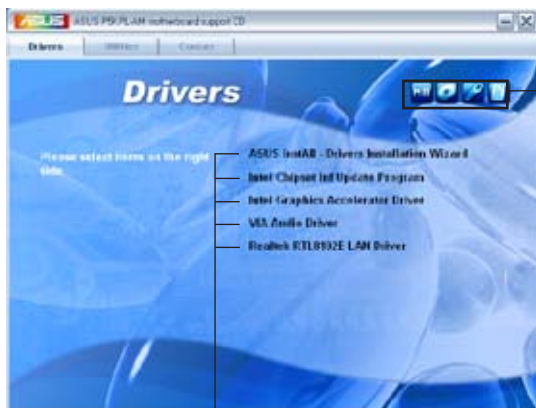 ASUS P5KPL-AM motherboard support CD
Drivers Utilities Contact
Drivers
Please select items on the right
side.
ASUS InstAll - Drivers Installation Wizard
Intel Chipset Inf Update Program
Intel Graphics Accelerator Driver
VIA Audio Driver
Realtek RTL8102E LAN Driver